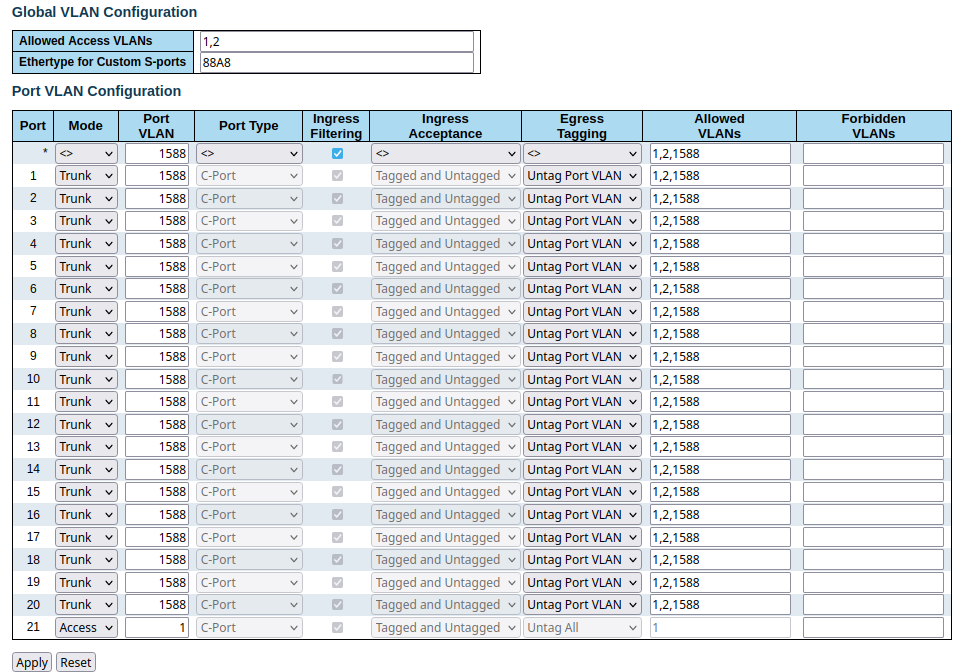 Global VLAN Configuration
Allowed Access VLANs 1,2
Ethertype for Custom S-ports 88A8
Port VLAN Configuration
Port Mode Port VLAN Port Type Ingress Filtering Ingress Acceptance Egress Tagging Allowed VLANs Forbidden VLANs
* <> 1588 <> <> <> 1,2,1588
1 Trunk 1588 C-Port Tagged and Untagged Untag Port VLAN 1,2,1588
2 Trunk 1588 C-Port Tagged and Untagged Untag Port VLAN 1,2,1588
3 Trunk 1588 C-Port Tagged and Untagged Untag Port VLAN 1,2,1588
4 Trunk 1588 C-Port Tagged and Untagged Untag Port VLAN 1,2,1588
5 Trunk 1588 C-Port Tagged and Untagged Untag Port VLAN 1,2,1588
6 Trunk 1588 C-Port Tagged and Untagged Untag Port VLAN 1,2,1588
7 Trunk 1588 C-Port Tagged and Untagged Untag Port VLAN 1,2,1588
8 Trunk 1588 C-Port Tagged and Untagged Untag Port VLAN 1,2,1588
9 Trunk 1588 C-Port Tagged and Untagged Untag Port VLAN 1,2,1588
10 Trunk 1588 C-Port Tagged and Untagged Untag Port VLAN 1,2,1588
11 Trunk 1588 C-Port Tagged and Untagged Untag Port VLAN 1,2,1588
12 Trunk 1588 C-Port Tagged and Untagged Untag Port VLAN 1,2,1588
13 Trunk 1588 C-Port Tagged and Untagged Untag Port VLAN 1,2,1588
14 Trunk 1588 C-Port Tagged and Untagged Untag Port VLAN 1,2,1588
15 Trunk 1588 C-Port Tagged and Untagged Untag Port VLAN 1,2,1588
16 Trunk 1588 C-Port Tagged and Untagged Untag Port VLAN 1,2,1588
17 Trunk 1588 C-Port Tagged and Untagged Untag Port VLAN 1,2,1588
18 Trunk 1588 C-Port Tagged and Untagged Untag Port VLAN 1,2,1588
19 Trunk 1588 C-Port Tagged and Untagged Untag Port VLAN 1,2,1588
20 Trunk 1588 C-Port Tagged and Untagged Untag Port VLAN 1,2,1588
21 Access 1 C-Port Tagged and Untagged Untag All 1
Apply Reset